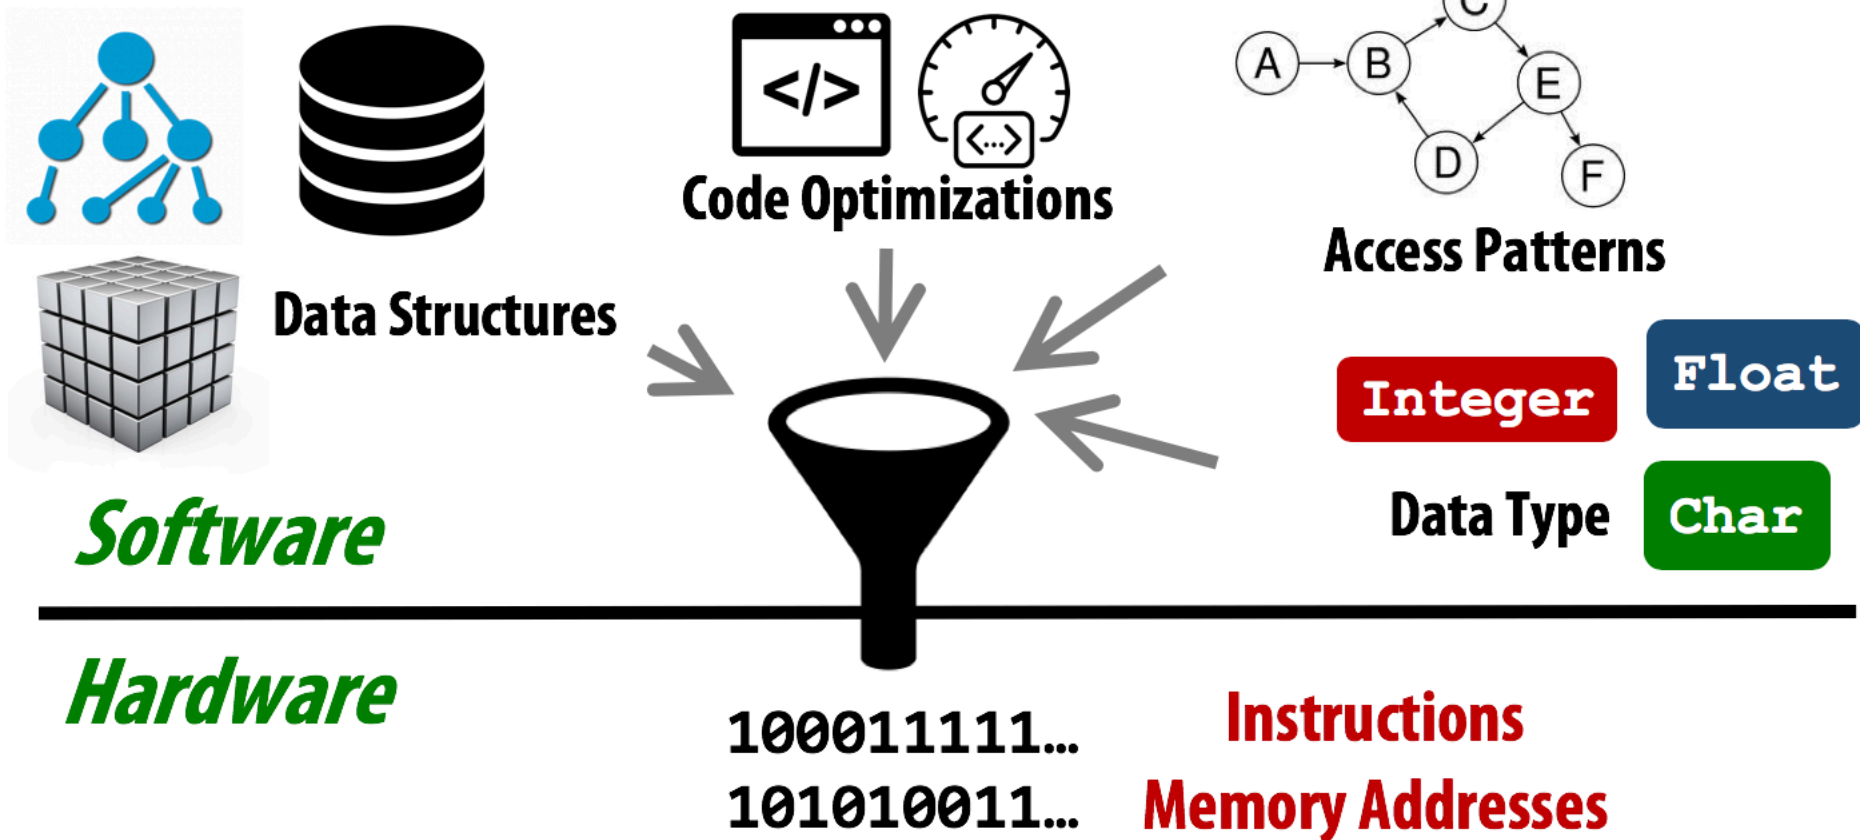 </>
<...>
Code Optimizations
A
B
C
E
D
F
Access Patterns
Data Structures
Integer
Float
Data Type
Char
Software
Hardware
100011111...
Instructions
101010011...
Memory Addresses